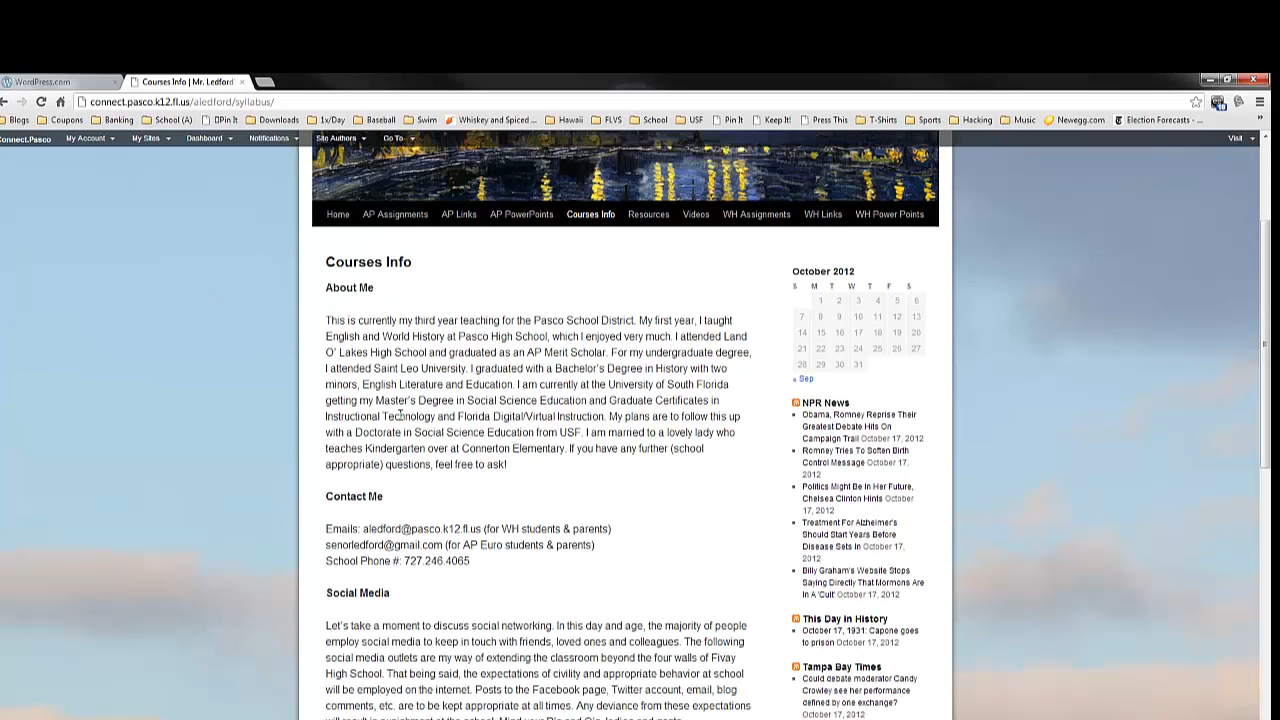 WordPress.com
Courses Info | Mr. Ledford'
connect.pasco.k12.fl.us/aledford/syllabus/
Blogs Coupons Banking School (A) DPin It Downloads 1x/Day Baseball Swim Whiskey and Spiced ... Hawaii FLVS School USF Pin It Keep It! Press This T-Shirts Sports Hacking Music Newegg.com Election Forecasts - ...
Connect.Pasco My Account My Sites Dashboard Notifications Site Authors Go To Visit
Home AP Assignments AP Links AP PowerPoints Courses Info Resources Videos WH Assignments WH Links WH Power Points
Courses Info
About Me
This is currently my third year teaching for the Pasco School District. My first year, I taught
English and World History at Pasco High School, which I enjoyed very much. I attended Land
O' Lakes High School and graduated as an AP Merit Scholar. For my undergraduate degree,
I attended Saint Leo University. I graduated with a Bachelor's Degree in History with two
minors, English Literature and Education. I am currently at the University of South Florida
getting my Master's Degree in Social Science Education and Graduate Certificates in
Instructional Technology and Florida Digital/Virtual Instruction. My plans are to follow this up
with a Doctorate in Social Science Education from USF. I am married to a lovely lady who
teaches Kindergarten over at Connerton Elementary. If you have any further (school
appropriate) questions, feel free to ask!
Contact Me
Emails: aledford@pasco.k12.fl.us (for WH students & parents)
senorledford@gmail.com (for AP Euro students & parents)
School Phone #: 727.246.4065
Social Media
Let's take a moment to discuss social networking. In this day and age, the majority of people
employ social media to keep in touch with friends, loved ones and colleagues. The following
social media outlets are my way of extending the classroom beyond the four walls of Fivay
High School. That being said, the expectations of civility and appropriate behavior at school
will be employed on the internet. Posts to the Facebook page, Twitter account, email, blog
comments, etc. are to be kept appropriate at all times. Any deviance from these expectations
October 2012
S M T W T F S
1 2 3 4 5 6
7 8 9 10 11 12 13
14 15 16 17 18 19 20
21 22 23 24 25 26 27
28 29 30 31
« Sep
NPR News
Obama, Romney Reprise Their
Greatest Debate Hits On
Campaign Trail October 17, 2012
Romney Tries To Soften Birth
Control Message October 17,
2012
Politics Might Be In Her Future,
Chelsea Clinton Hints October
17, 2012
Treatment For Alzheimer's
Should Start Years Before
Disease Sets In October 17,
2012
Billy Graham's Website Stops
Saying Directly That Mormons Are
In A 'Cult' October 17, 2012
This Day in History
October 17, 1931: Capone goes
to prison October 17, 2012
Tampa Bay Times
Could debate moderator Candy
Crowley see her performance
defined by one exchange?
October 17, 2012